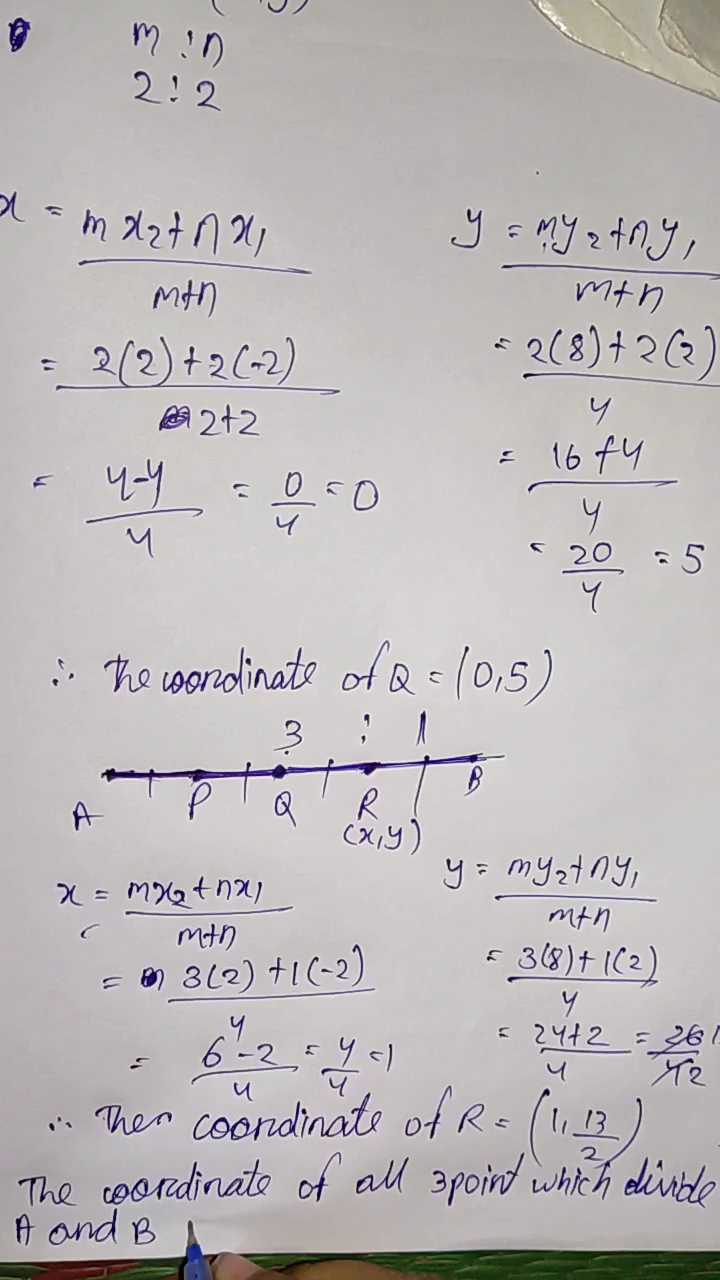 m : n
2 : 2
x = mx₂ + nx₁ / m+n
= 2(2) + 2(-2) / 2+2
= 4-4 / 4 = 0/4 = 0
y = my₂ + ny₁ / m+n
= 2(8) + 2(2) / 4
= 16 + 4 / 4
= 20/4 = 5
∴ The coordinate of Q = (0,5)
3 : 1
A P Q R B
(x,y)
x = mx₂ + nx₁ / m+n
= 3(2) + 1(-2) / 4
= 6-2 / 4 = 4/4 = 1
y = my₂ + ny₁ / m+n
= 3(8) + 1(2) / 4
= 24+2 / 4 = 26 / 42
∴ Then coordinate of R = (1, 13/2)
The coordinate of all 3point which divide
A and B